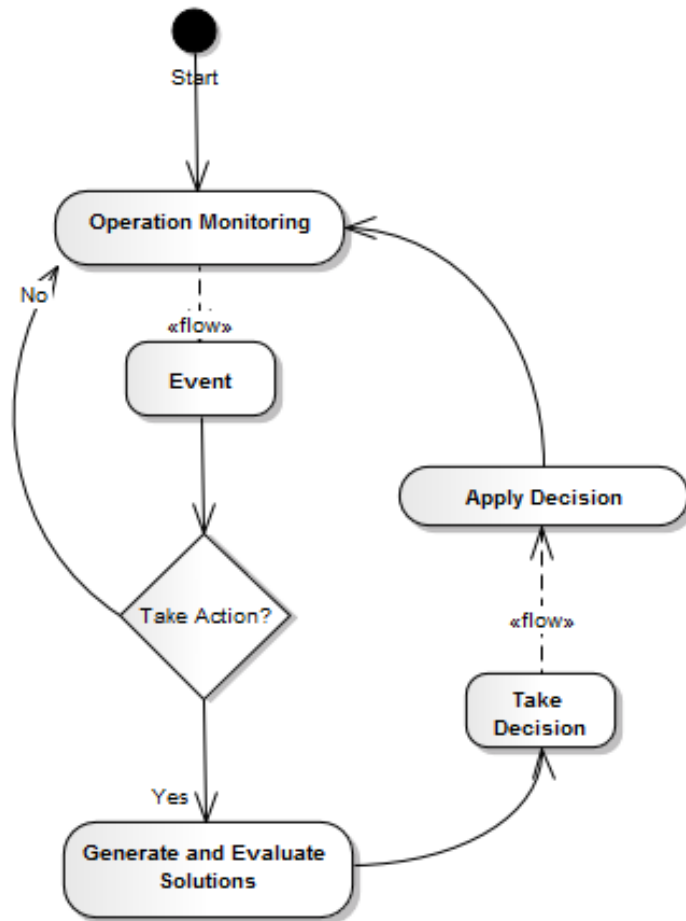 Start
Operation Monitoring
No
«flow»
Event
Apply Decision
Take Action?
«flow»
Take
Decision
Yes
Generate and Evaluate
Solutions